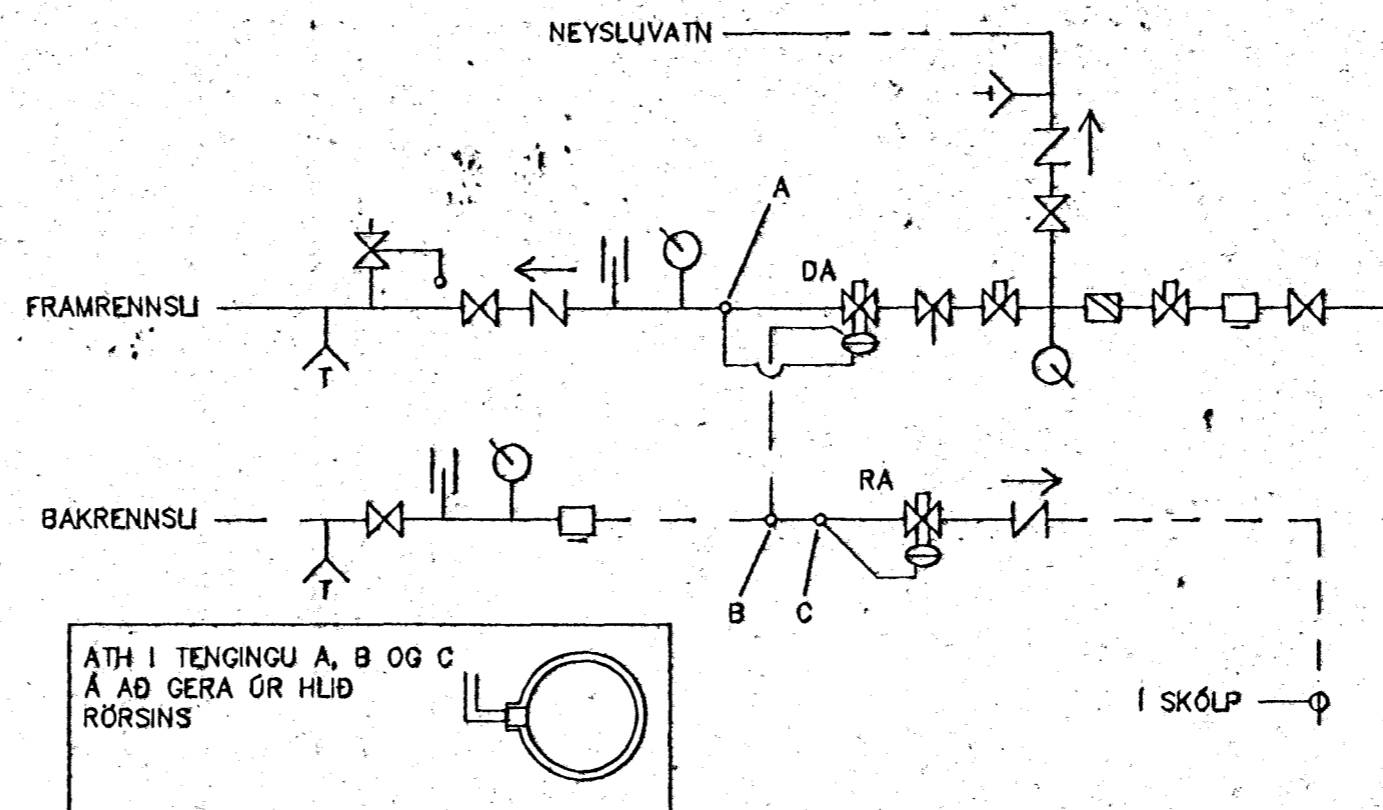 NEYSLUVATN
A
DA
FRAMRENNSLI
T
RA
BAKRENNSLI
T
B
C
ATH I TENGINGU A, B OG C
Á AÐ GERA ÚR HLIÐ
RÖRSINS
Í SKÓLP